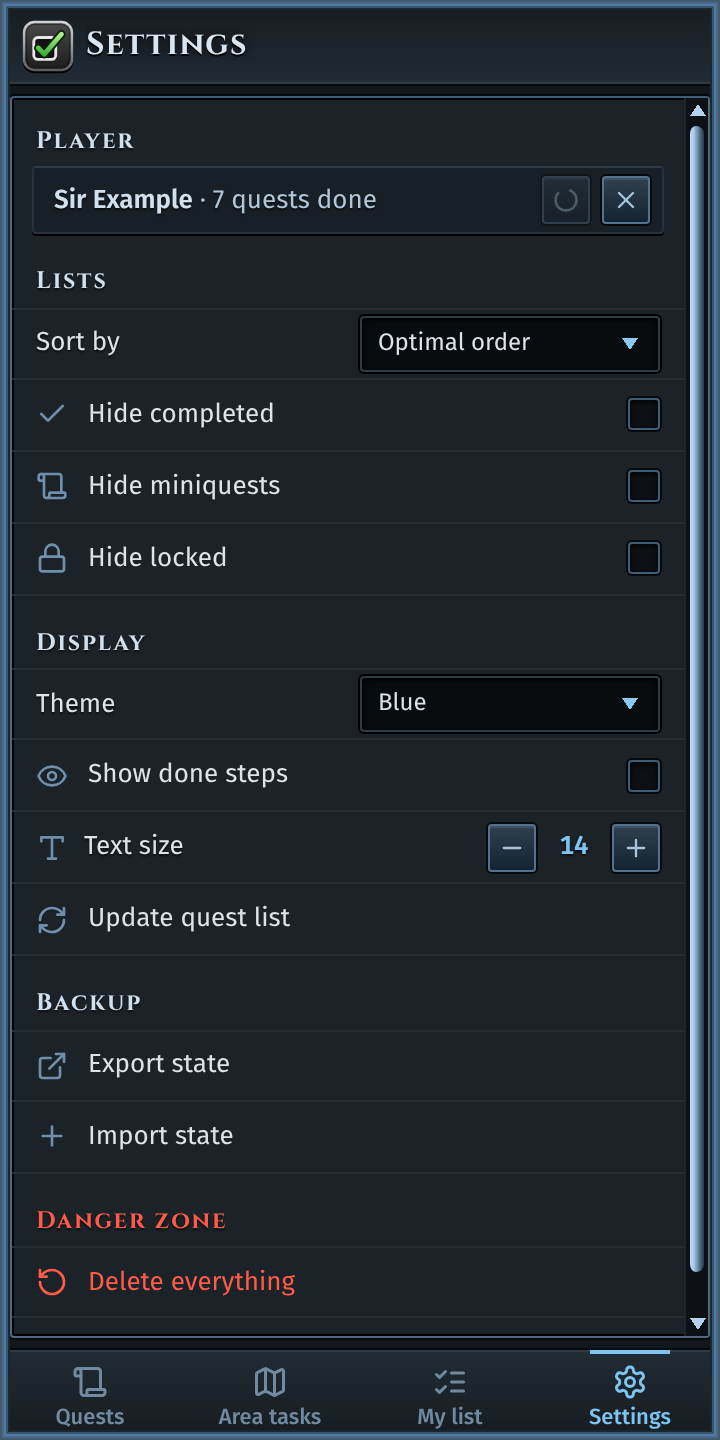 Settings
Player
Sir Example · 7 quests done
Lists
Sort by Optimal order
Hide completed
Hide miniquests
Hide locked
Display
Theme Blue
Show done steps
Text size 14
Update quest list
Backup
Export state
Import state
Danger zone
Delete everything
Quests Area tasks My list Settings